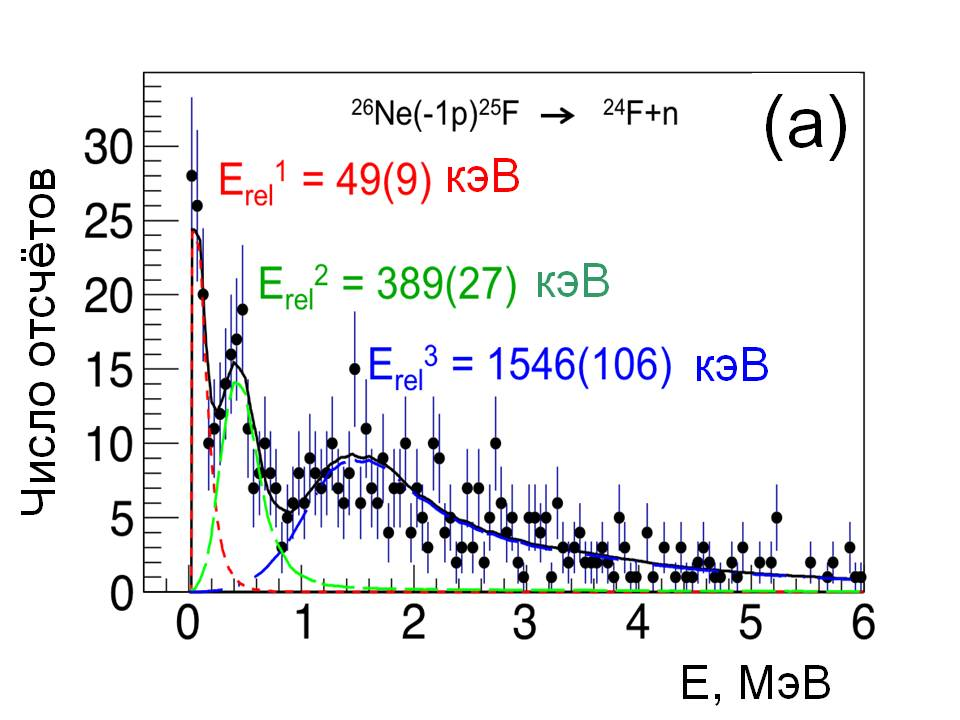 ²⁶Ne(-1p)²⁵F → ²⁴F+n
(a)
E_rel¹ = 49(9) кэВ
E_rel² = 389(27) кэВ
E_rel³ = 1546(106) кэВ
Число отсчётов
30
25
20
15
10
5
0
0 1 2 3 4 5 6
E, МэВ